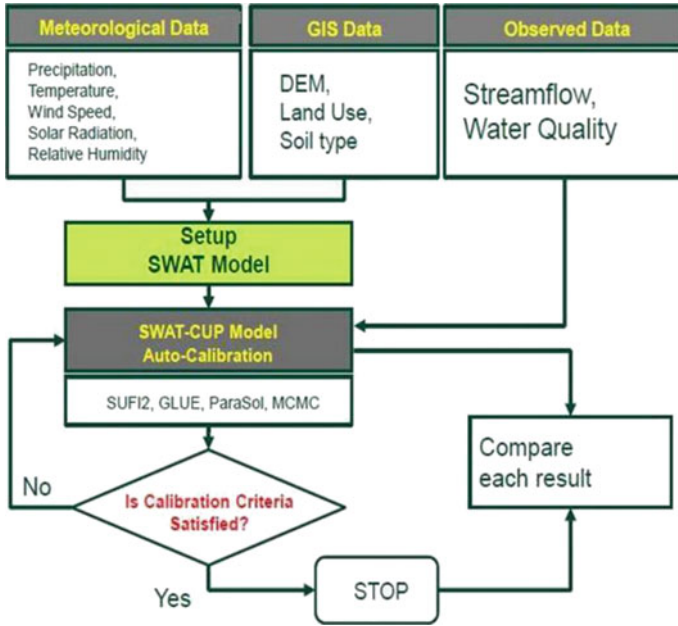 Meteorological Data
Precipitation,
Temperature,
Wind Speed,
Solar Radiation,
Relative Humidity
GIS Data
DEM,
Land Use,
Soil type
Observed Data
Streamflow,
Water Quality
Setup
SWAT Model
SWAT-CUP Model
Auto-Calibration
SUFI2, GLUE, ParaSol, MCMC
Is Calibration Criteria
Satisfied?
No
Yes
STOP
Compare
each result